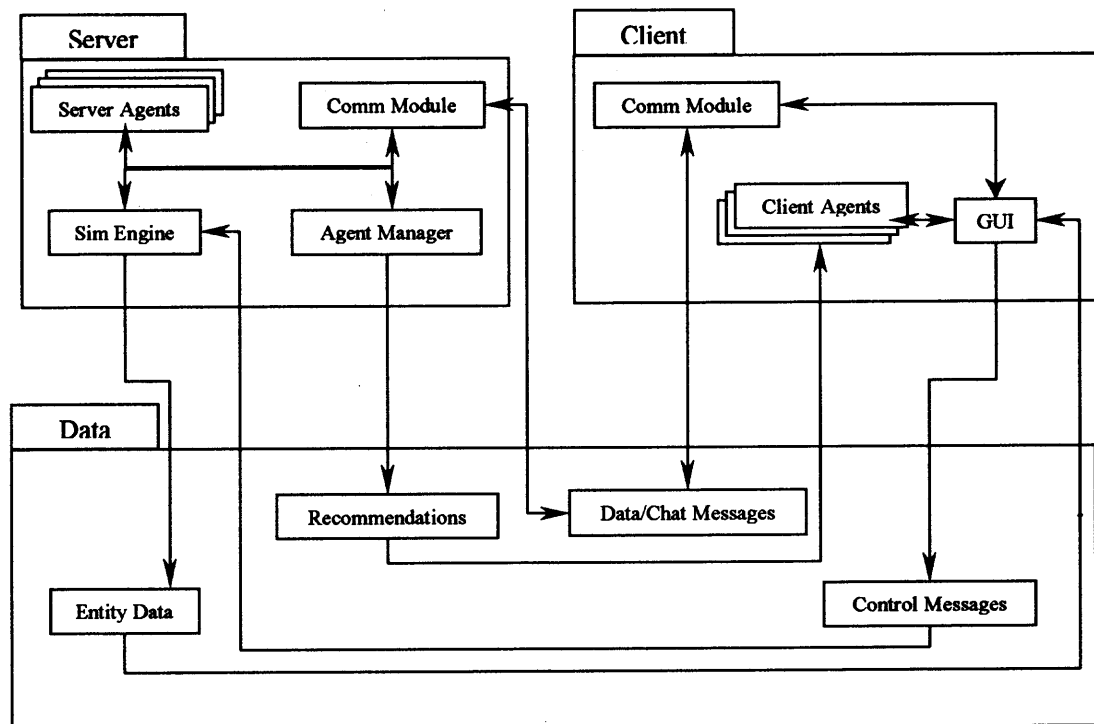 Server
Client
Server Agents
Comm Module
Comm Module
Client Agents
Sim Engine
Agent Manager
GUI
Data
Recommendations
Data/Chat Messages
Entity Data
Control Messages